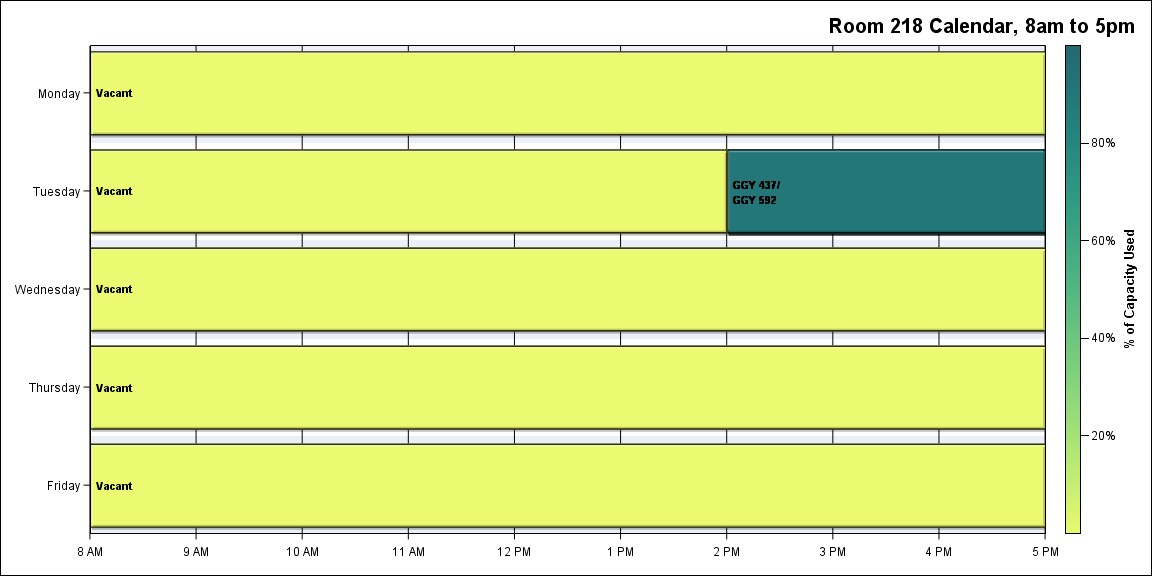 Room 218 Calendar, 8am to 5pm
Monday
Vacant
Tuesday
Vacant
GGY 437/
GGY 592
Wednesday
Vacant
Thursday
Vacant
Friday
Vacant
8 AM 9 AM 10 AM 11 AM 12 PM 1 PM 2 PM 3 PM 4 PM 5 PM
80%
60%
40%
20%
% of Capacity Used